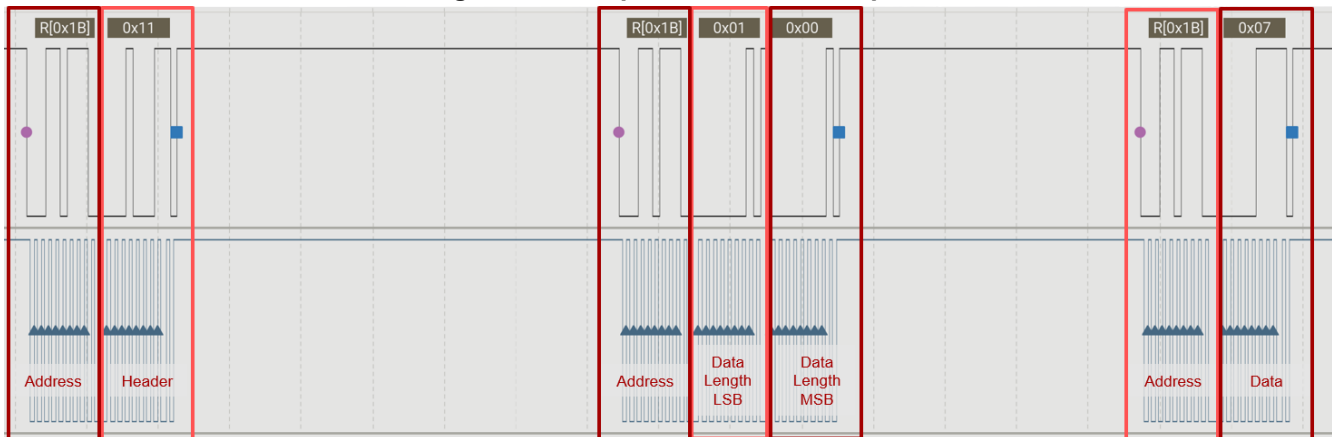 R[0x1B] 0x11 R[0x1B] 0x01 0x00 R[0x1B] 0x07
Address Header Address Data Length LSB Data Length MSB Address Data